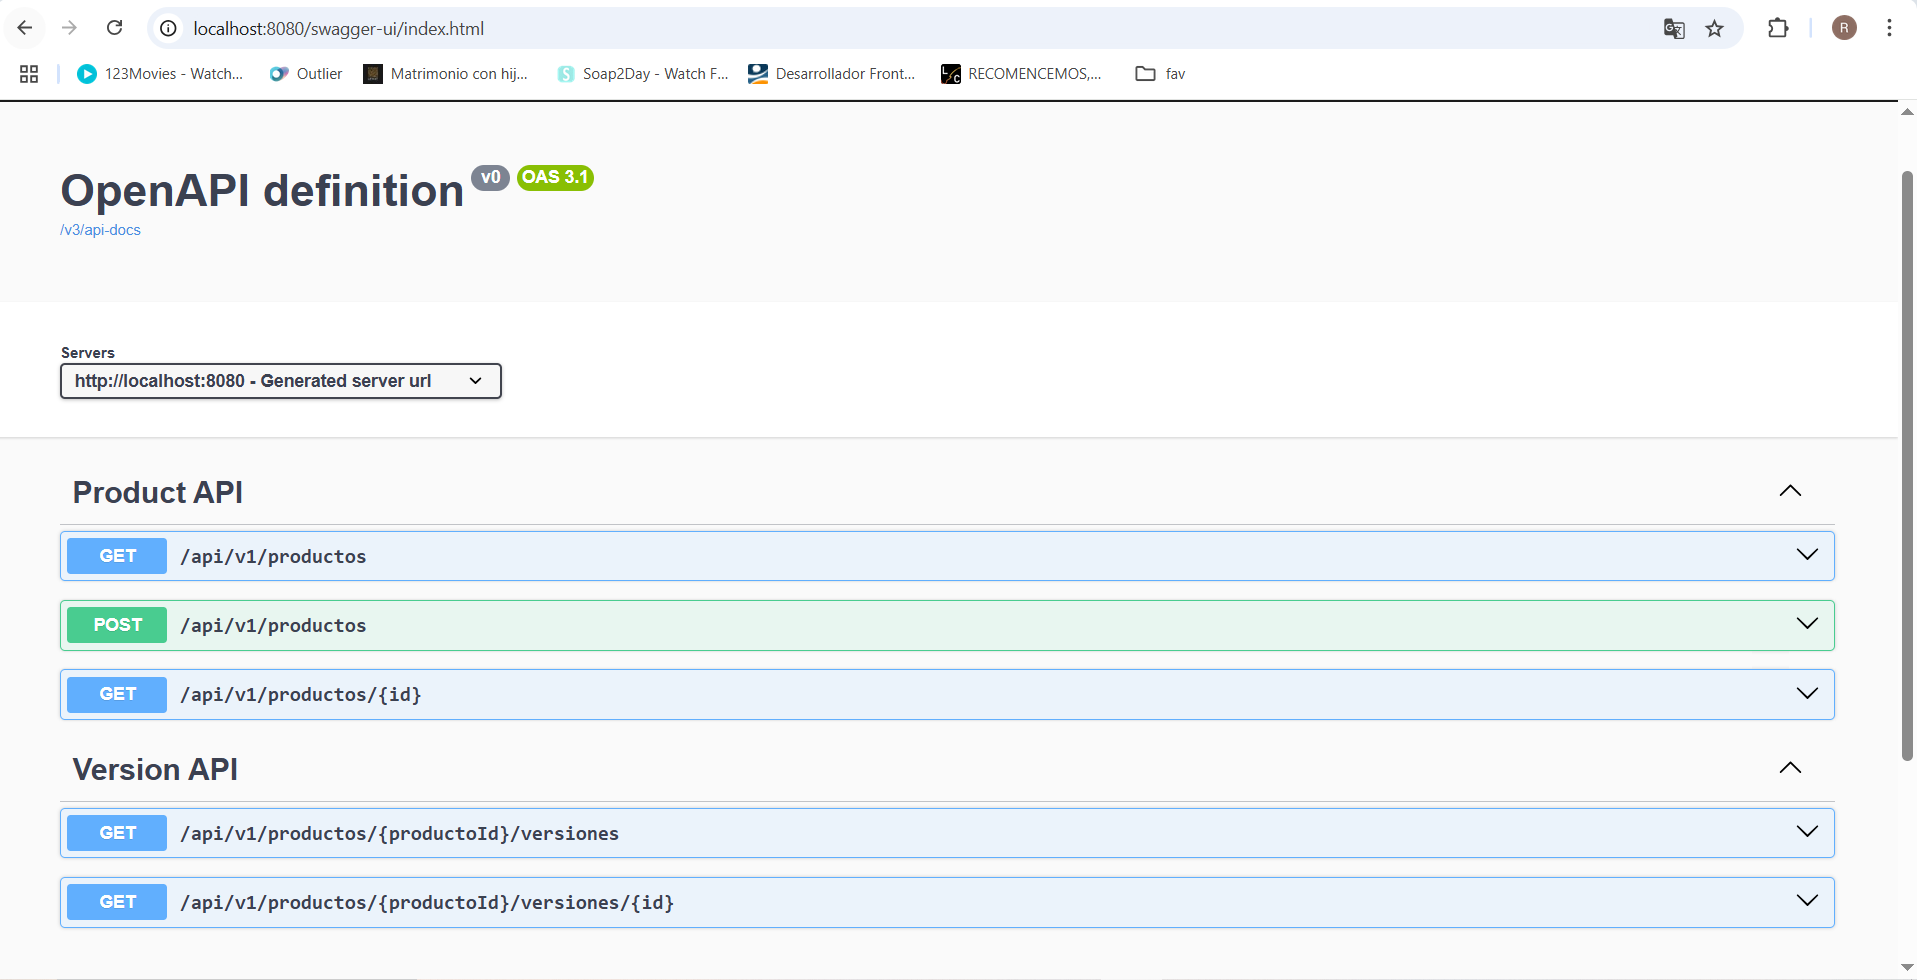 localhost:8080/swagger-ui/index.html
R
123Movies - Watch...
Outlier
Matrimonio con hij...
Soap2Day - Watch F...
Desarrollador Front...
RECOMENCEMOS,...
fav
OpenAPI definition v0 OAS 3.1
/v3/api-docs
Servers
http://localhost:8080 - Generated server url
Product API
GET /api/v1/productos
POST /api/v1/productos
GET /api/v1/productos/{id}
Version API
GET /api/v1/productos/{productoId}/versiones
GET /api/v1/productos/{productoId}/versiones/{id}